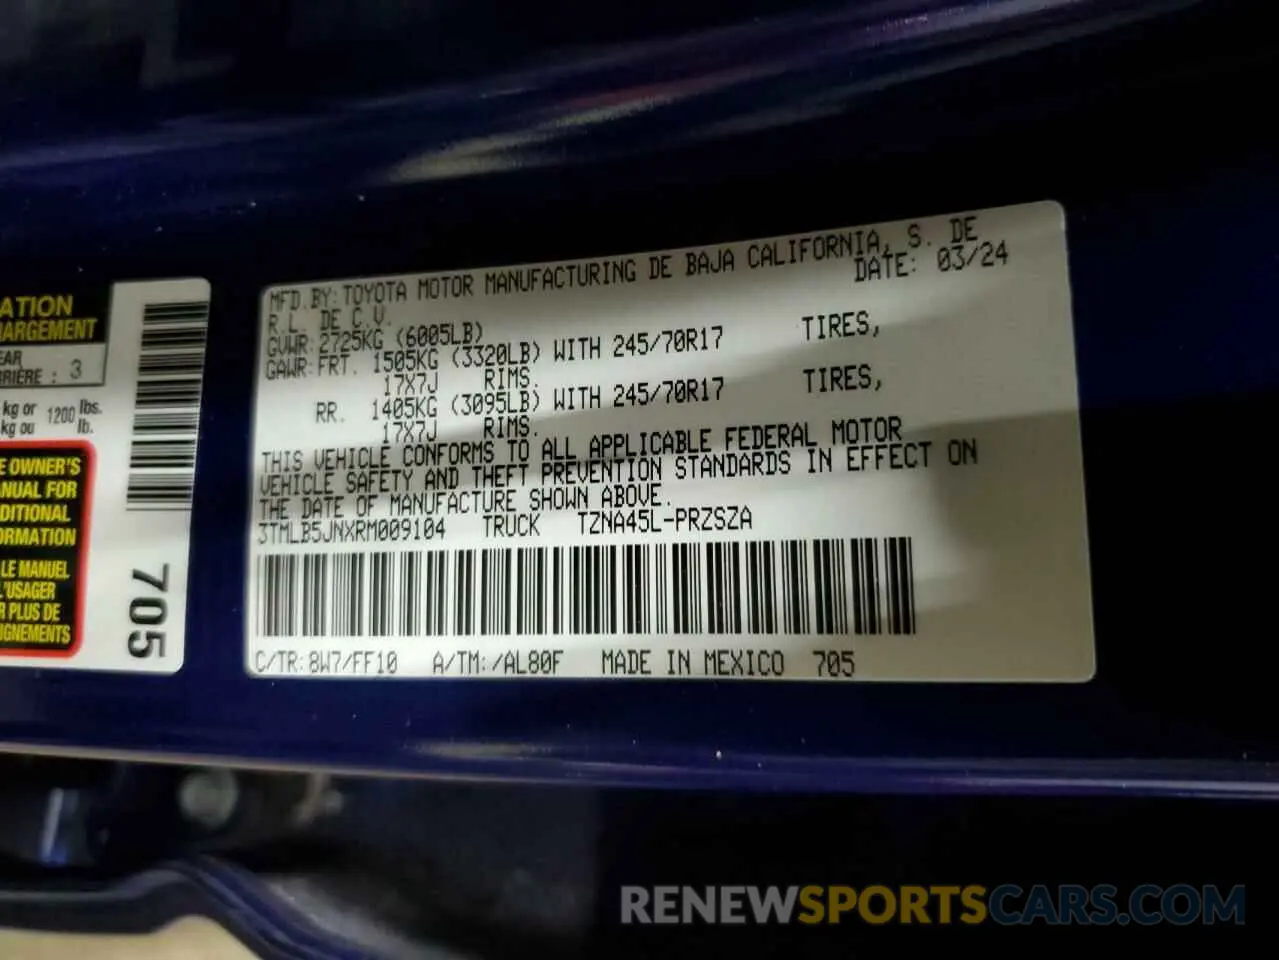 ATION
HARGEMENT
EAR
RRIÈRE : 3
kg or 1200 lbs.
kg ou lb.
E OWNER'S
NUAL FOR
DITIONAL
ORMATION
LE MANUEL
L'USAGER
R PLUS DE
IGNEMENTS
705
MFD.BY:TOYOTA MOTOR MANUFACTURING DE BAJA CALIFORNIA, S. DE
R.L. DE C.V. DATE: 03/24
GVWR:2725KG (6005LB)
GAWR:FRT. 1505KG (3320LB) WITH 245/70R17 TIRES,
17X7J RIMS.
RR. 1405KG (3095LB) WITH 245/70R17 TIRES,
17X7J RIMS.
THIS VEHICLE CONFORMS TO ALL APPLICABLE FEDERAL MOTOR
VEHICLE SAFETY AND THEFT PREVENTION STANDARDS IN EFFECT ON
THE DATE OF MANUFACTURE SHOWN ABOVE.
3TMLB5JNXRM009104 TRUCK TZNA45L-PRZSZA
C/TR:8W7/FF10 A/TM:/AL80F MADE IN MEXICO 705
RENEWSPORTSCARS.COM